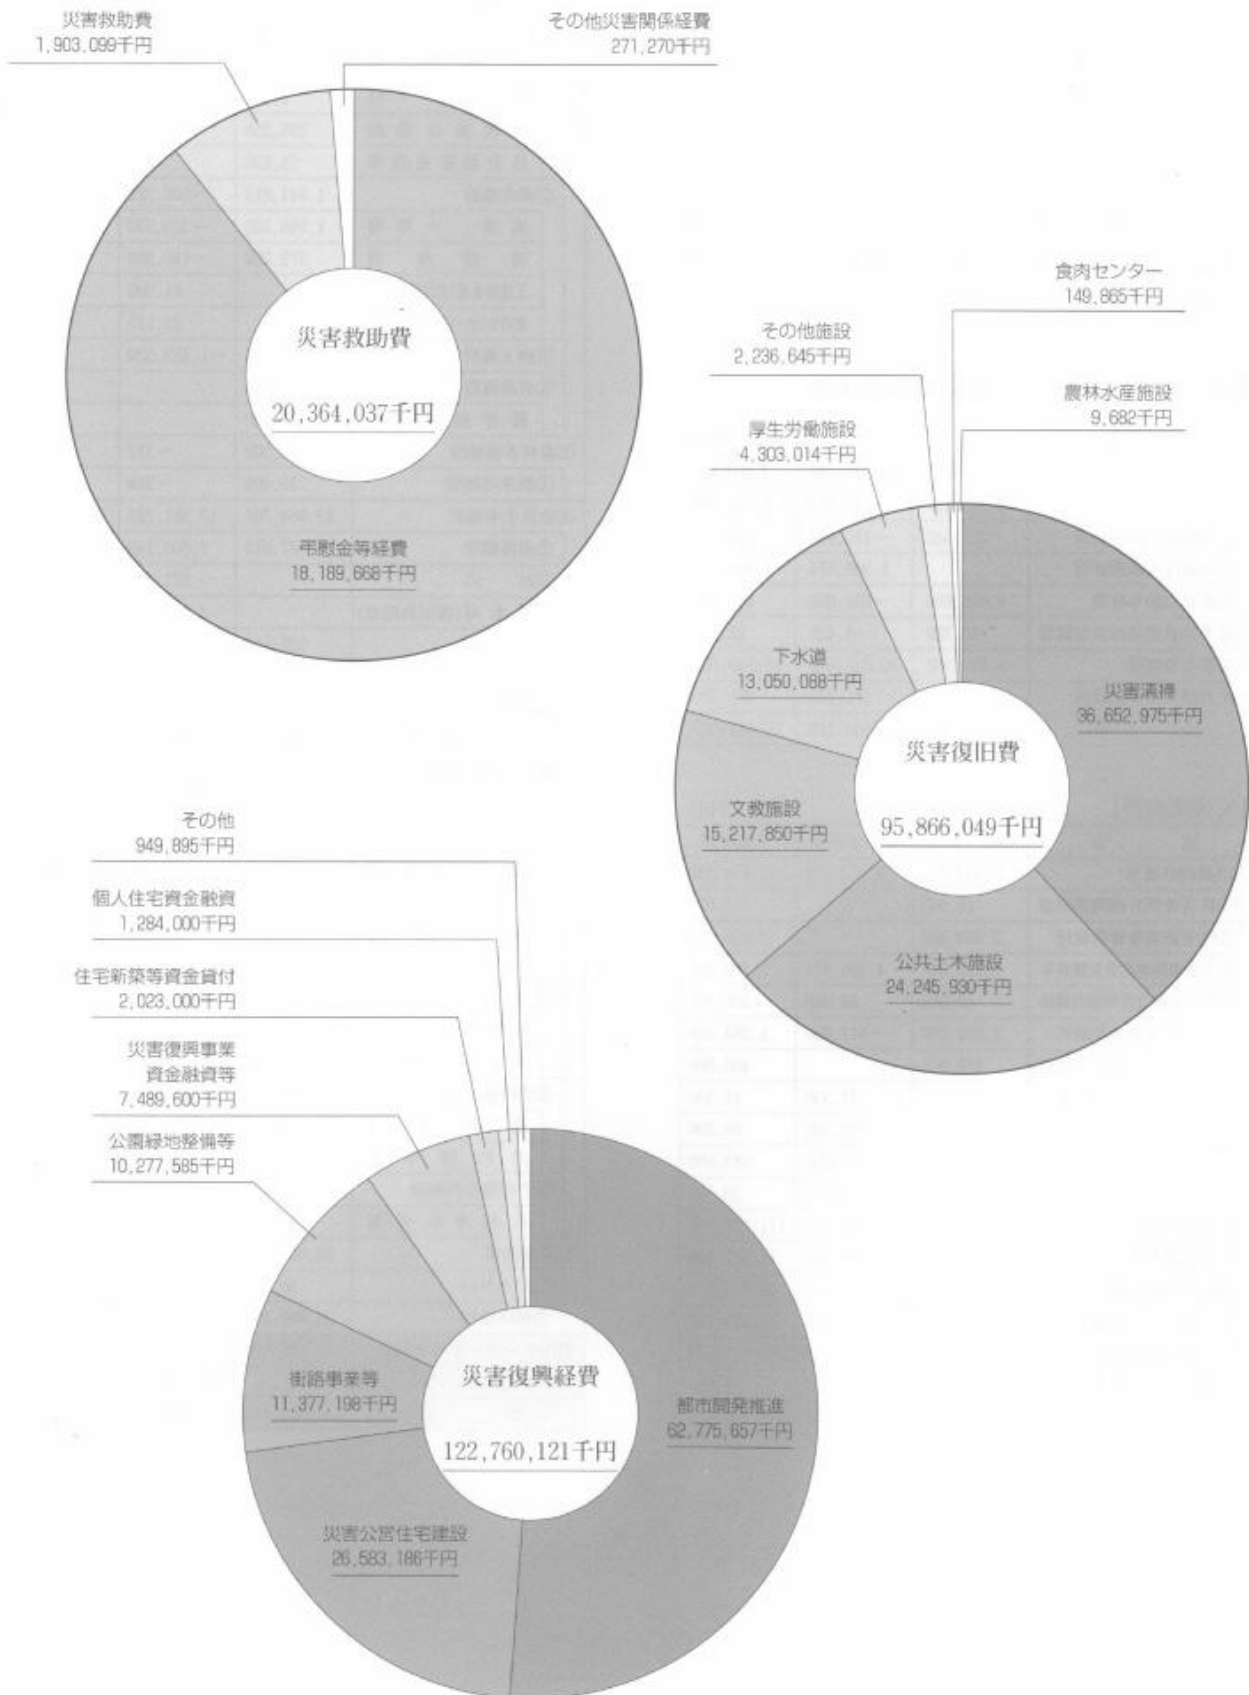 災害救助費
1,903,099千円
その他災害関係経費
271,270千円
災害救助費
20,364,037千円
弔慰金等経費
18,189,668千円
食肉センター
149,865千円
その他施設
2,236,645千円
農林水産施設
9,682千円
厚生労働施設
4,303,014千円
下水道
13,050,088千円
災害清掃
36,652,975千円
災害復旧費
95,866,049千円
文教施設
15,217,850千円
公共土木施設
24,245,930千円
その他
949,895千円
個人住宅資金融資
1,284,000千円
住宅新築等資金貸付
2,023,000千円
災害復興事業
資金融資等
7,489,600千円
公園緑地整備等
10,277,585千円
街路事業等
11,377,198千円
災害復興経費
122,760,121千円
都市開発推進
62,775,657千円
災害公営住宅建設
26,583,186千円